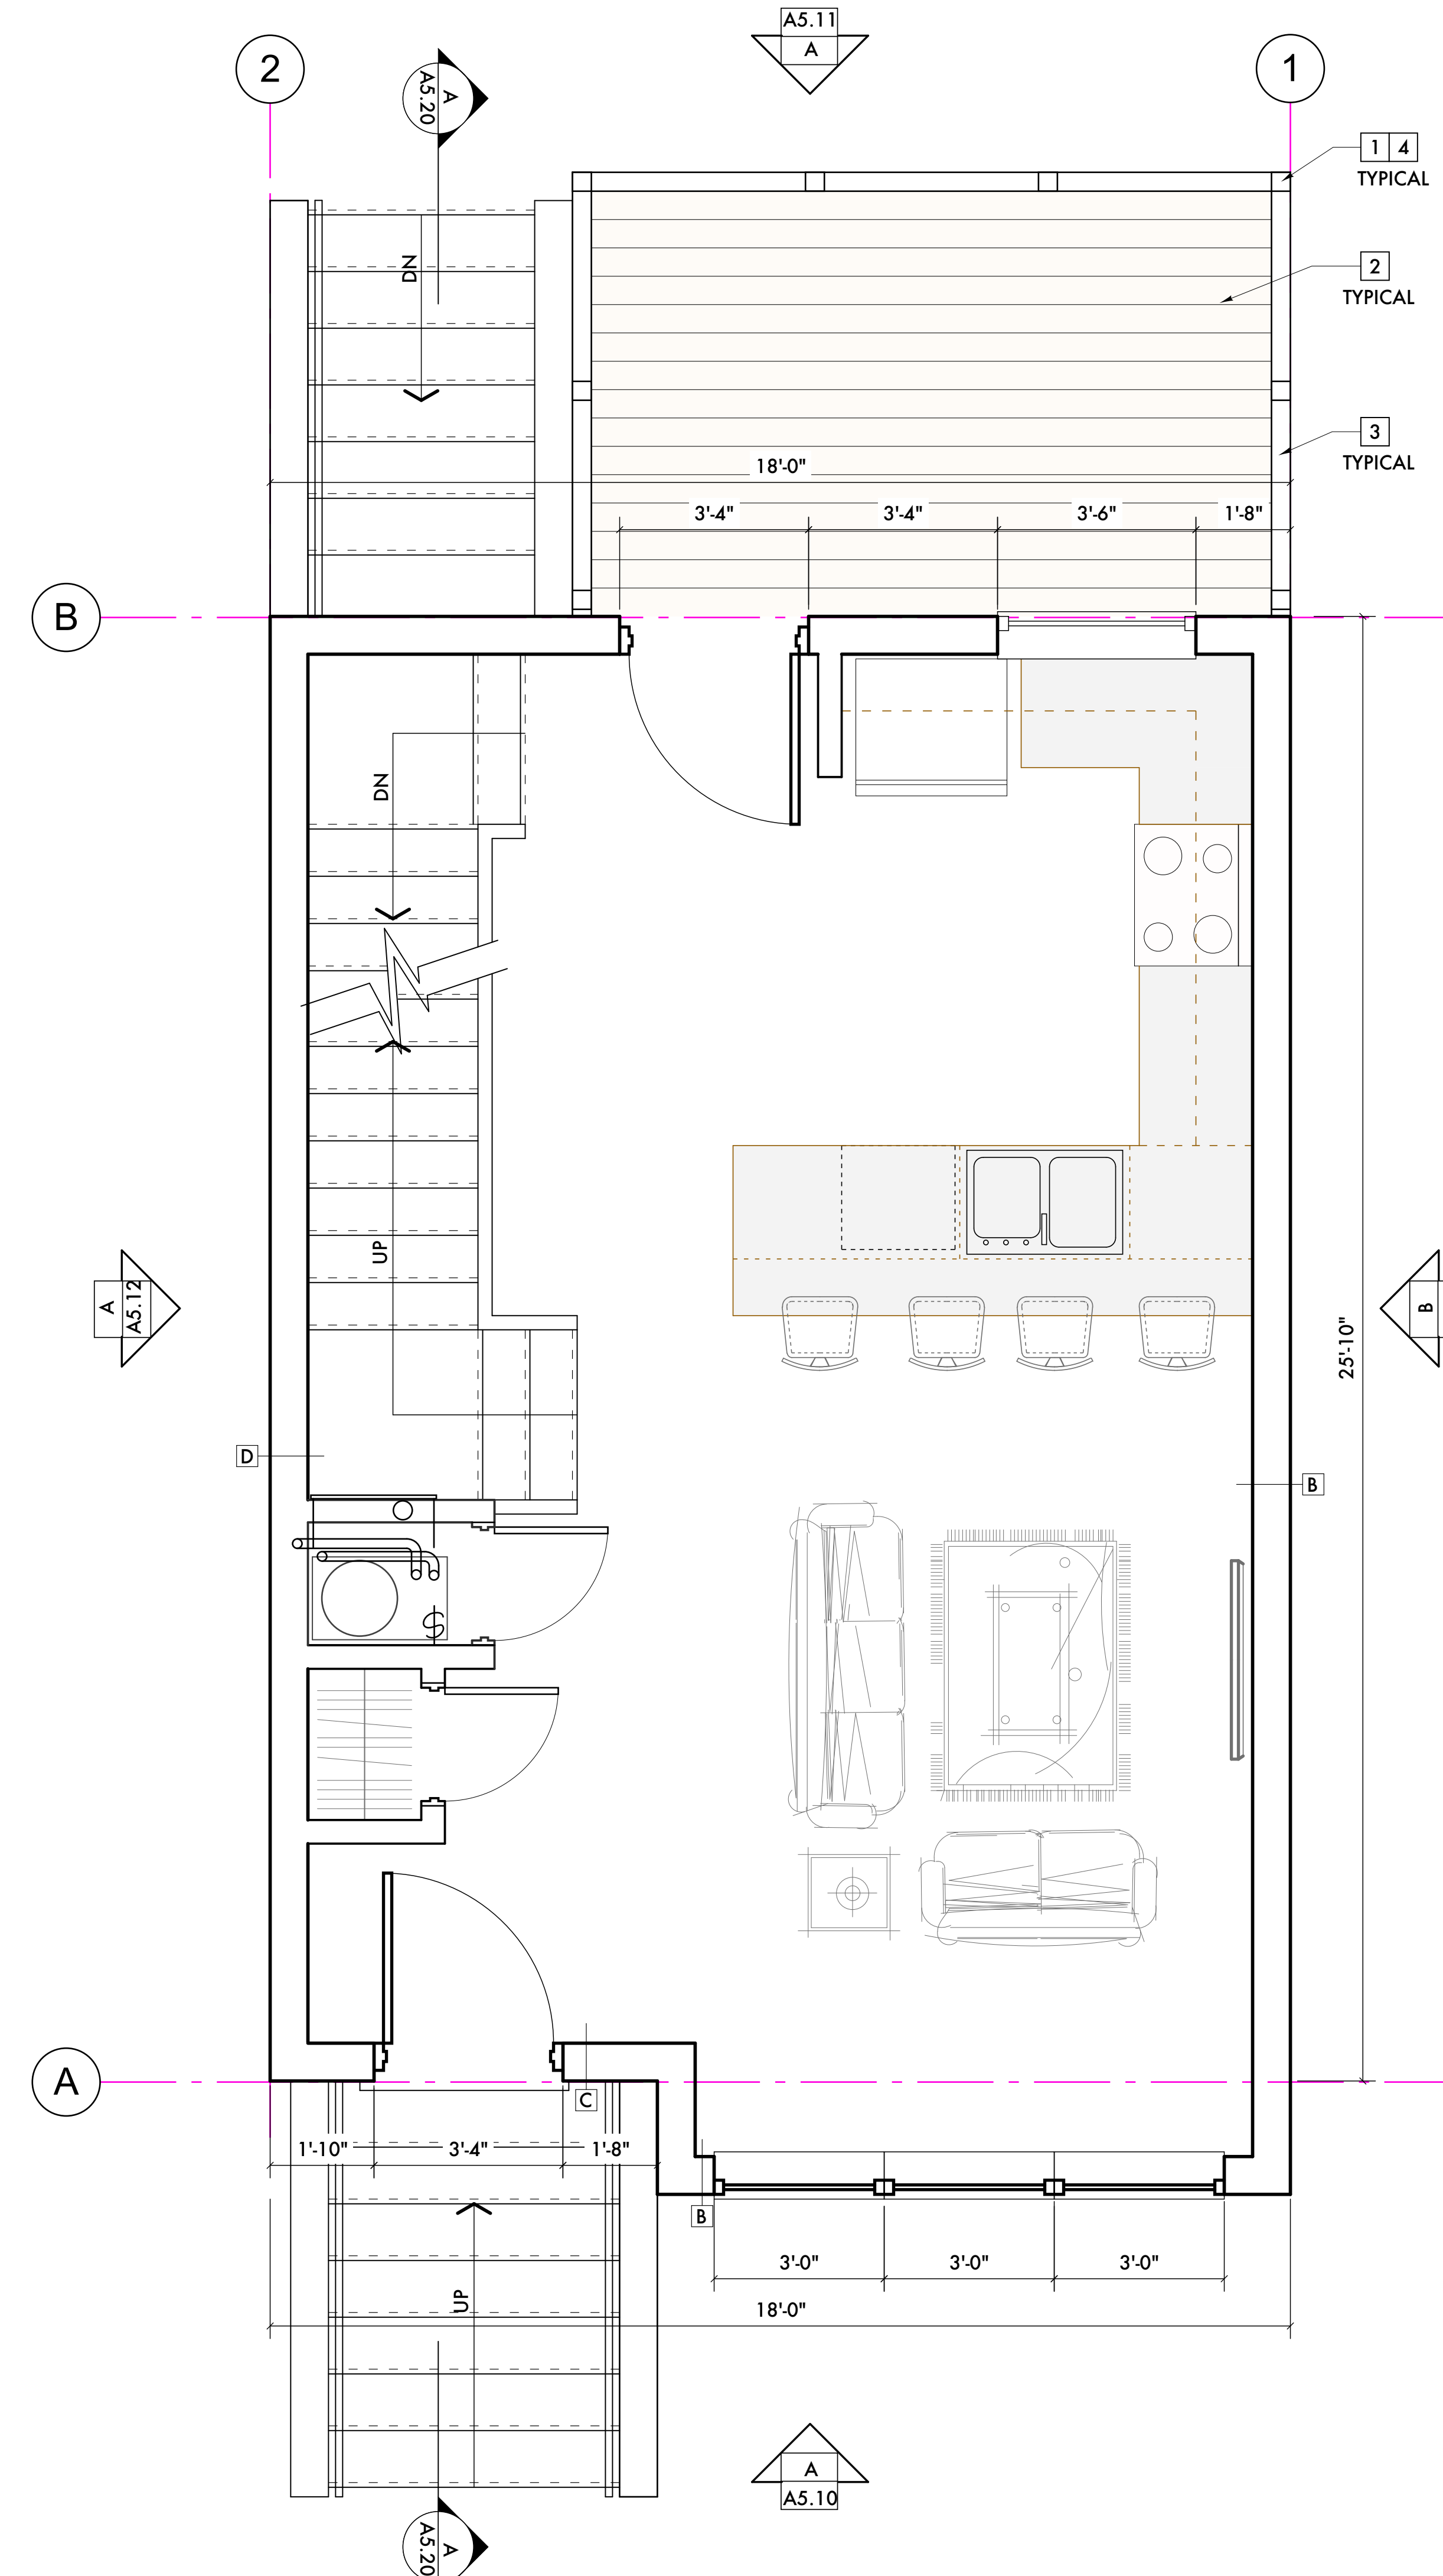 A5.11
A
2
1
A
A5.20
1 4
TYPICAL
2
TYPICAL
DN
3
TYPICAL
18'-0"
3'-4"
3'-4"
3'-6"
1'-8"
B
DN
UP
A
A5.12
B
25'-10"
D
B
$
A
C
1'-10"
3'-4"
1'-8"
B
3'-0"
3'-0"
3'-0"
UP
18'-0"
A
A5.10
A
A5.20